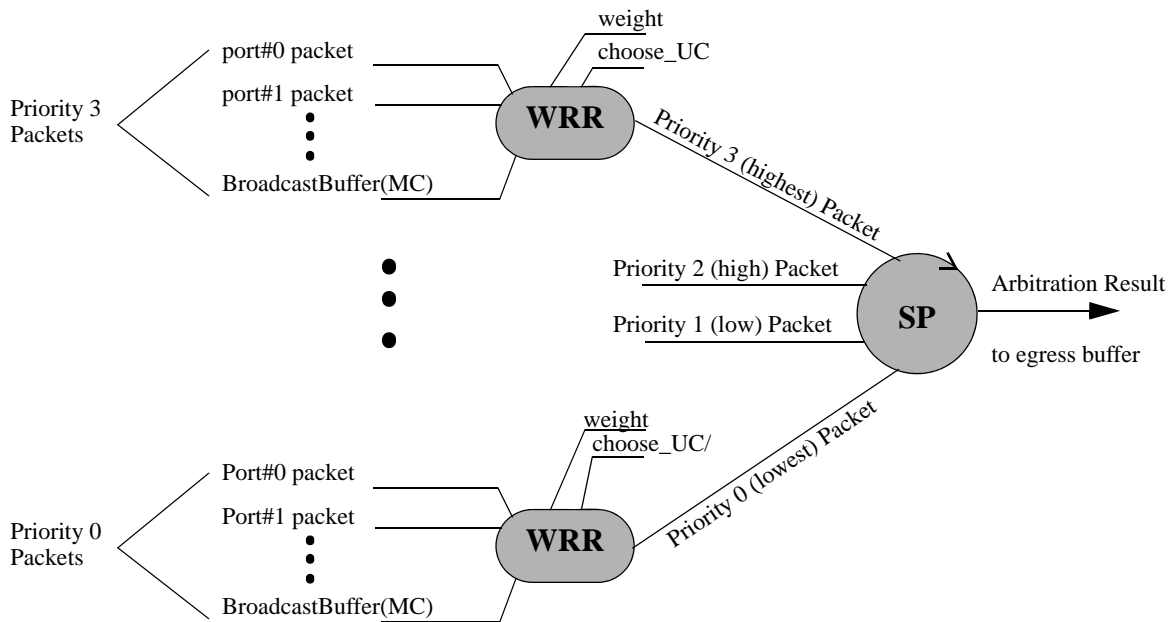 weight
choose_UC
port#0 packet
port#1 packet
Priority 3
Packets
WRR
BroadcastBuffer(MC)
Priority 3 (highest) Packet
Priority 2 (high) Packet
Priority 1 (low) Packet
SP
Arbitration Result
to egress buffer
weight
choose_UC/
Port#0 packet
Port#1 packet
Priority 0
Packets
WRR
BroadcastBuffer(MC)
Priority 0 (lowest) Packet